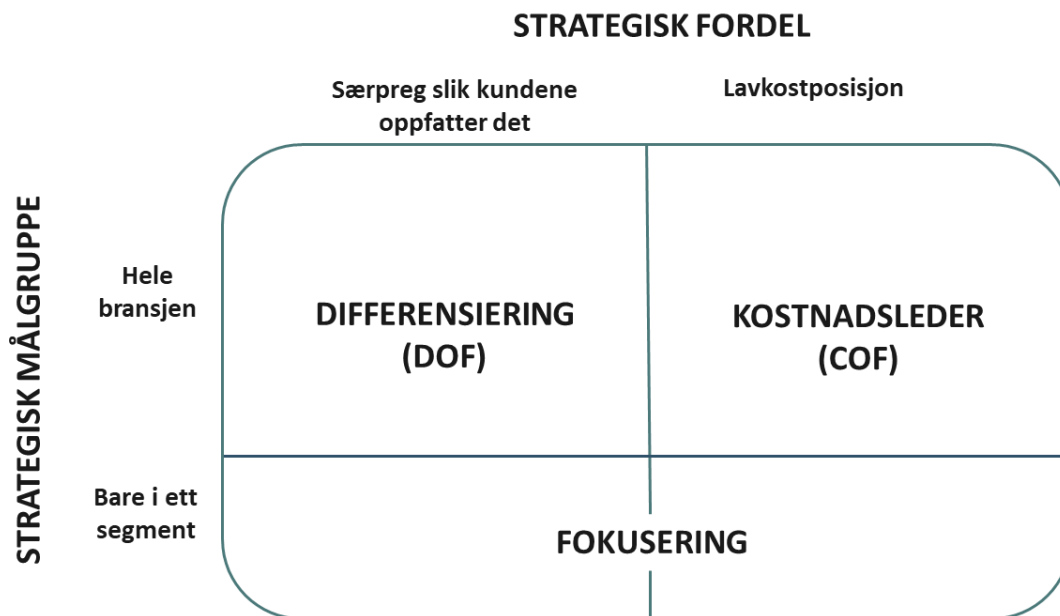 STRATEGISK FORDEL
Særpreg slik kundene
oppfatter det
Lavkostposisjon
STRATEGISK MÅLGRUPPE
Hele
bransjen
DIFFERENSIERING
(DOF)
KOSTNADSLEDER
(COF)
Bare i ett
segment
FOKUSERING